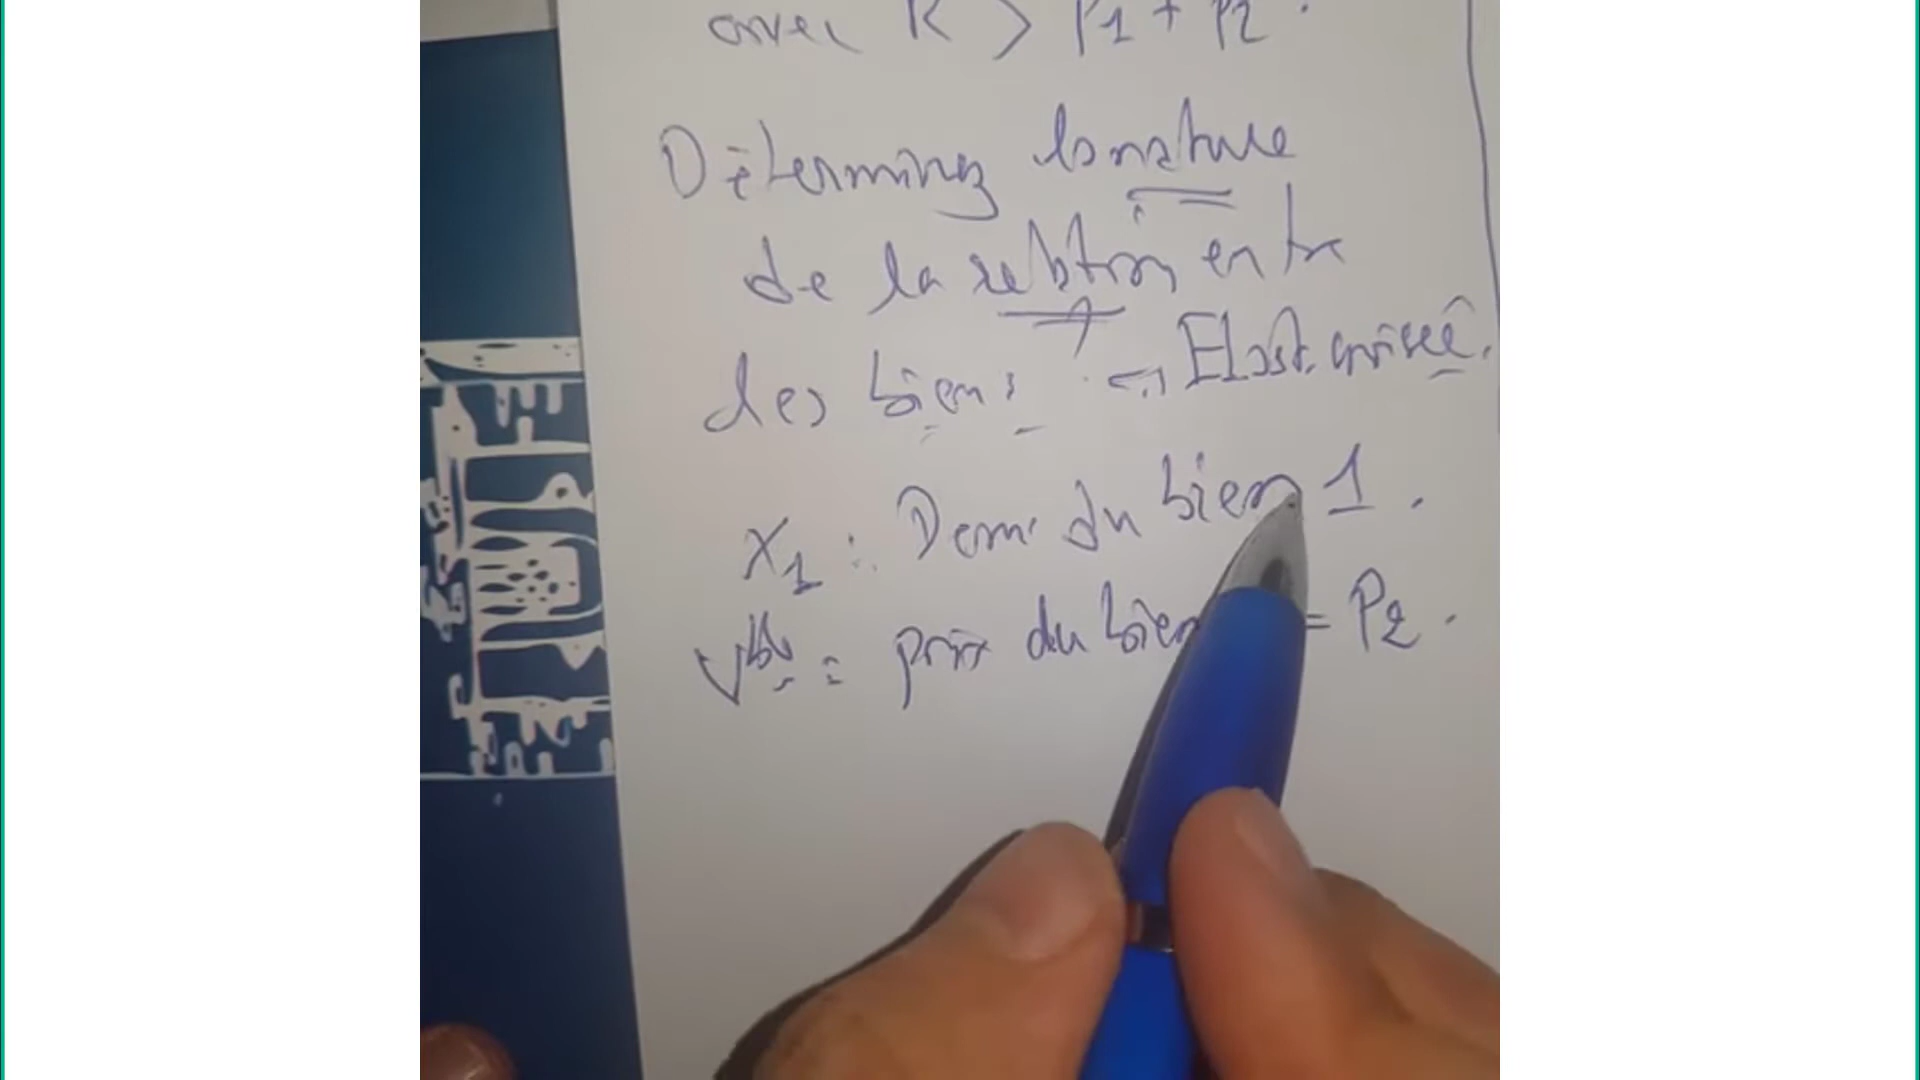 avec R > P1 + P2.
Déterminez la nature
de la relation entre
des biens → Elast. croisée.
X1 : Dem. du bien 1.
Vble : prix du bien = P2.